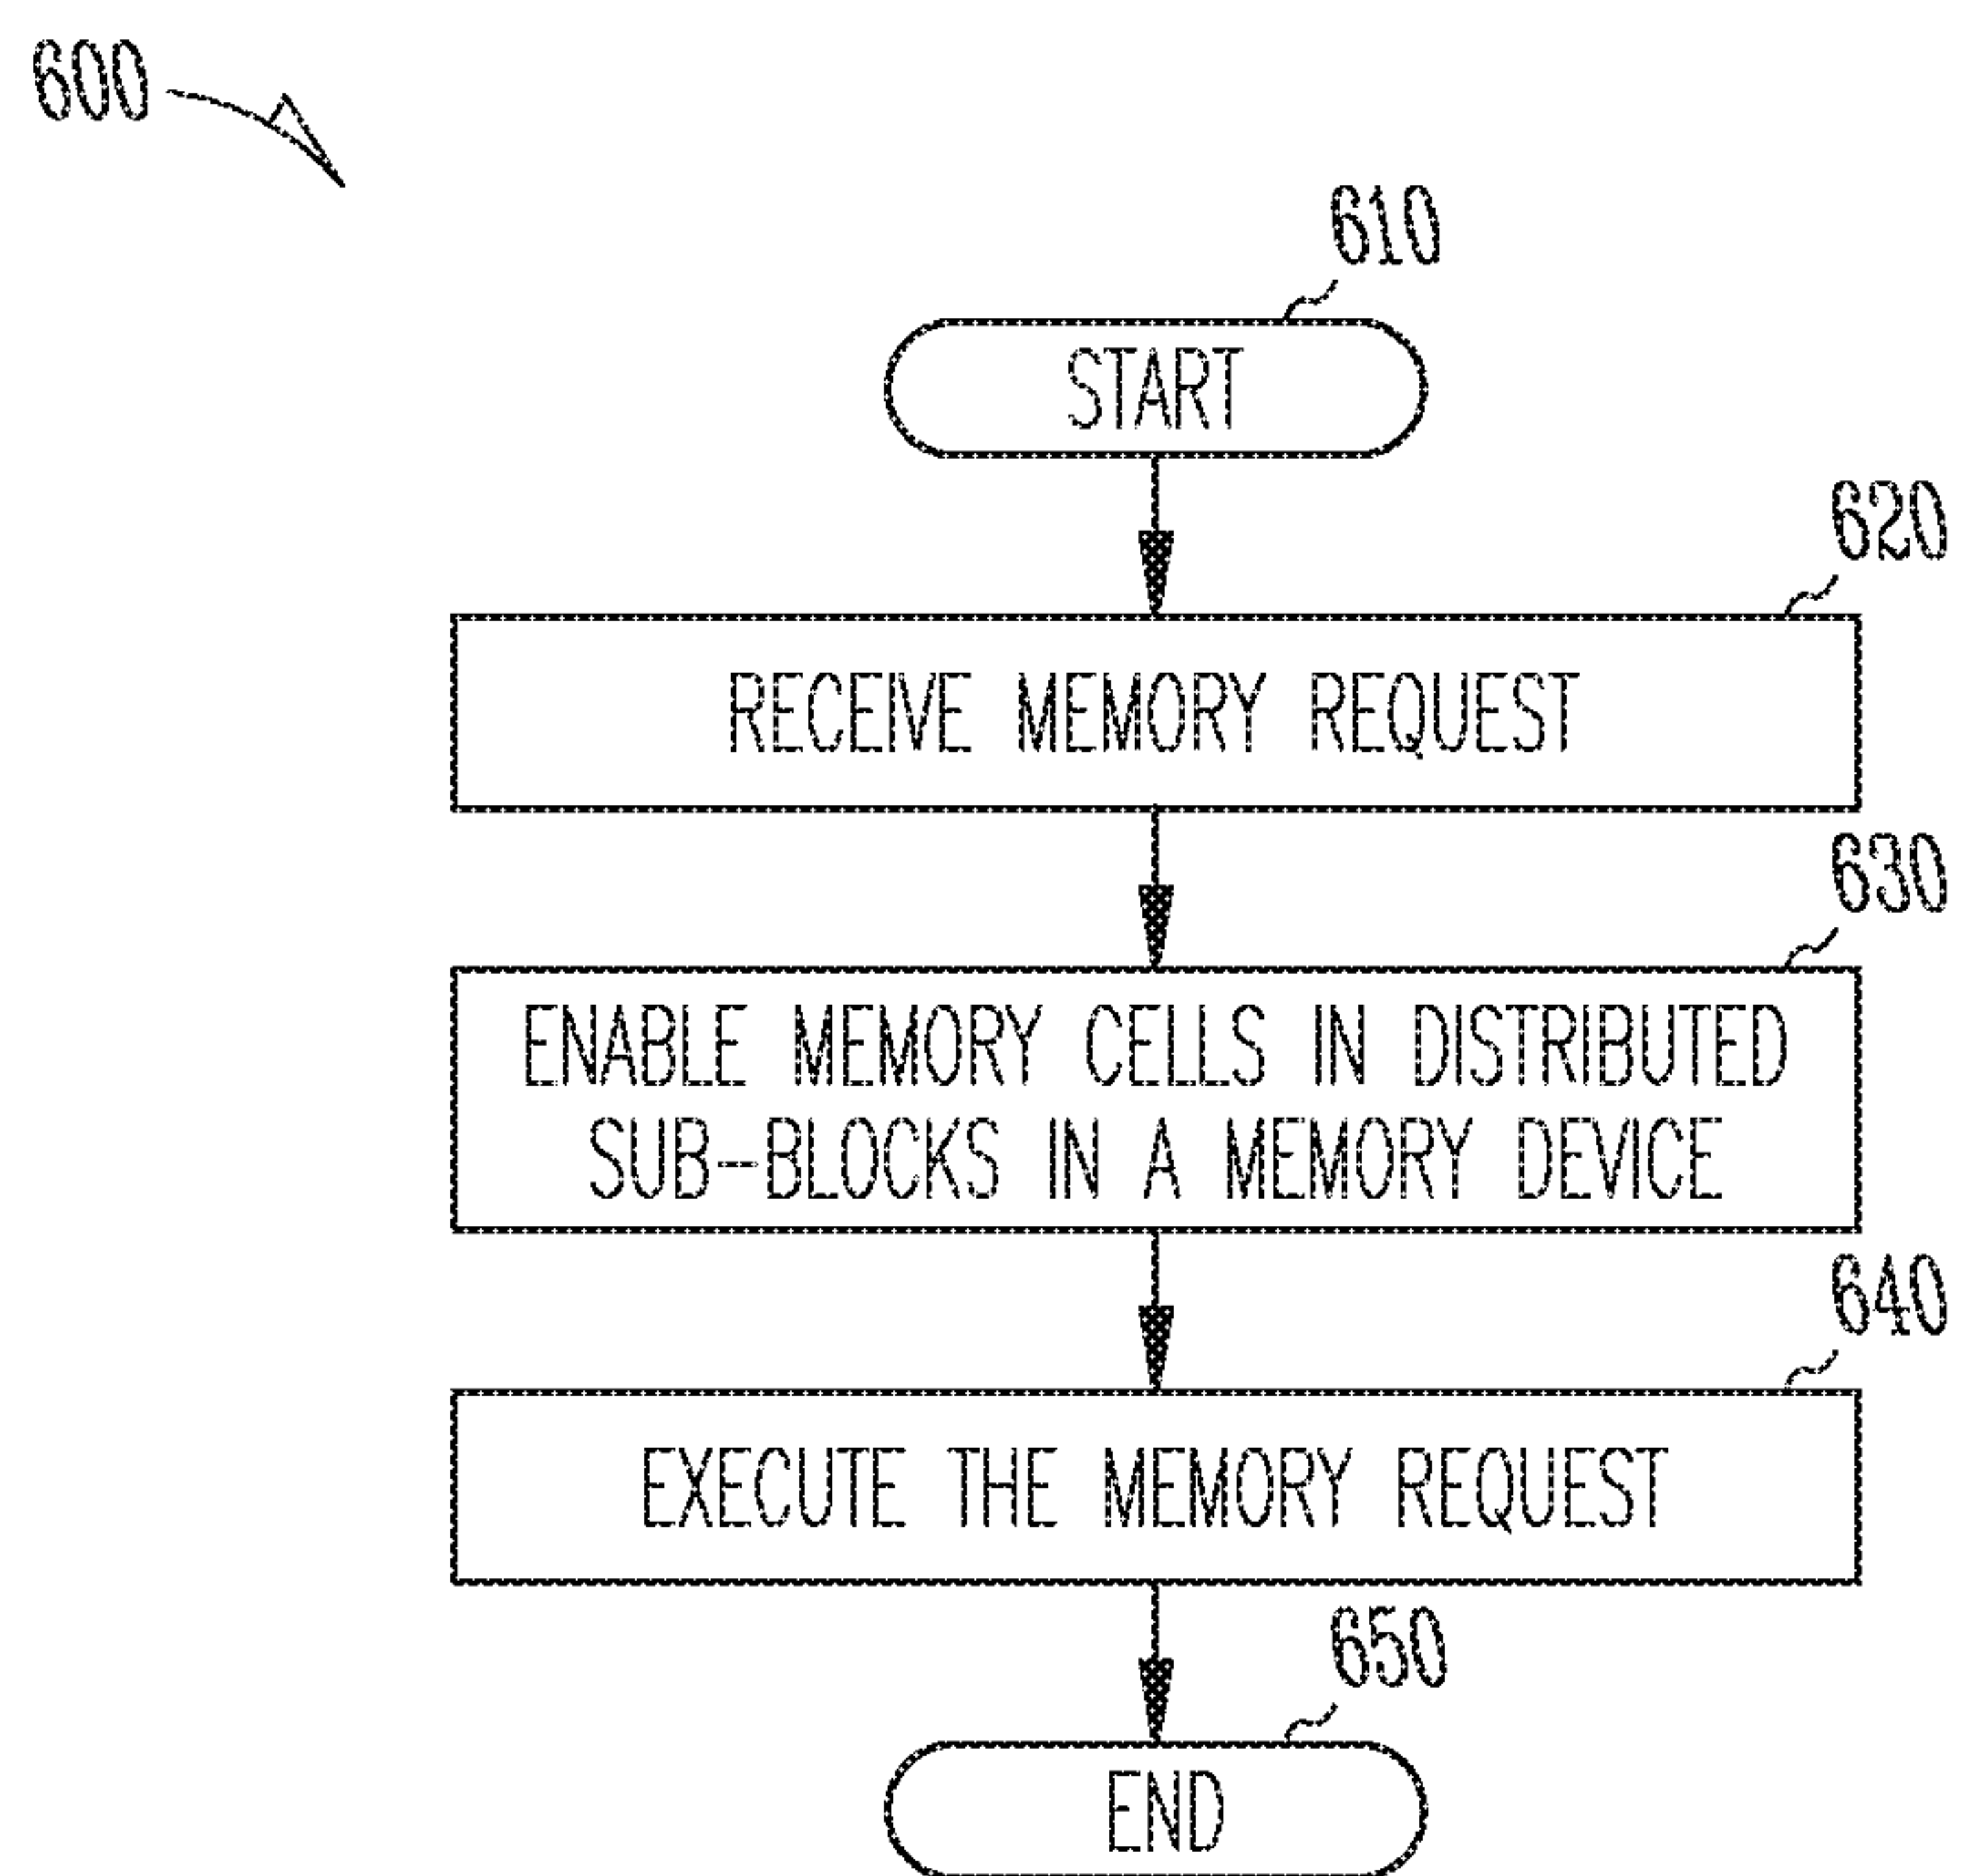 600
610
START
620
RECEIVE MEMORY REQUEST
630
ENABLE MEMORY CELLS IN DISTRIBUTED
SUB-BLOCKS IN A MEMORY DEVICE
640
EXECUTE THE MEMORY REQUEST
650
END